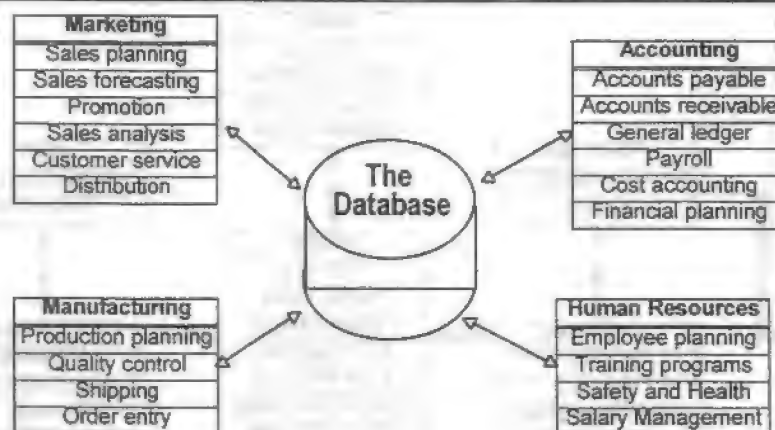 Marketing
Sales planning
Sales forecasting
Promotion
Sales analysis
Customer service
Distribution
Accounting
Accounts payable
Accounts receivable
General ledger
Payroll
Cost accounting
Financial planning
The
Database
Manufacturing
Production planning
Quality control
Shipping
Order entry
Human Resources
Employee planning
Training programs
Safety and Health
Salary Management